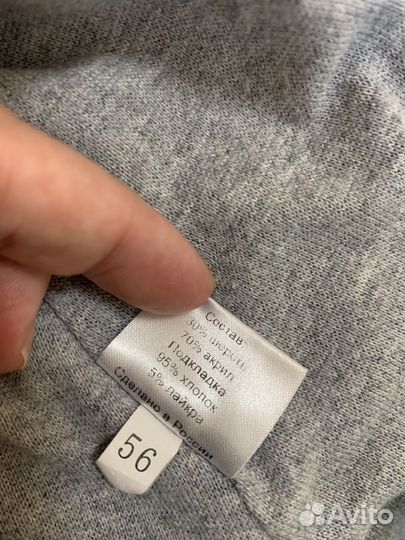 Состав
30% шерсть
70% акрил
Подкладка
95% хлопок
5% лайкра
Сделано в России
56
Avito